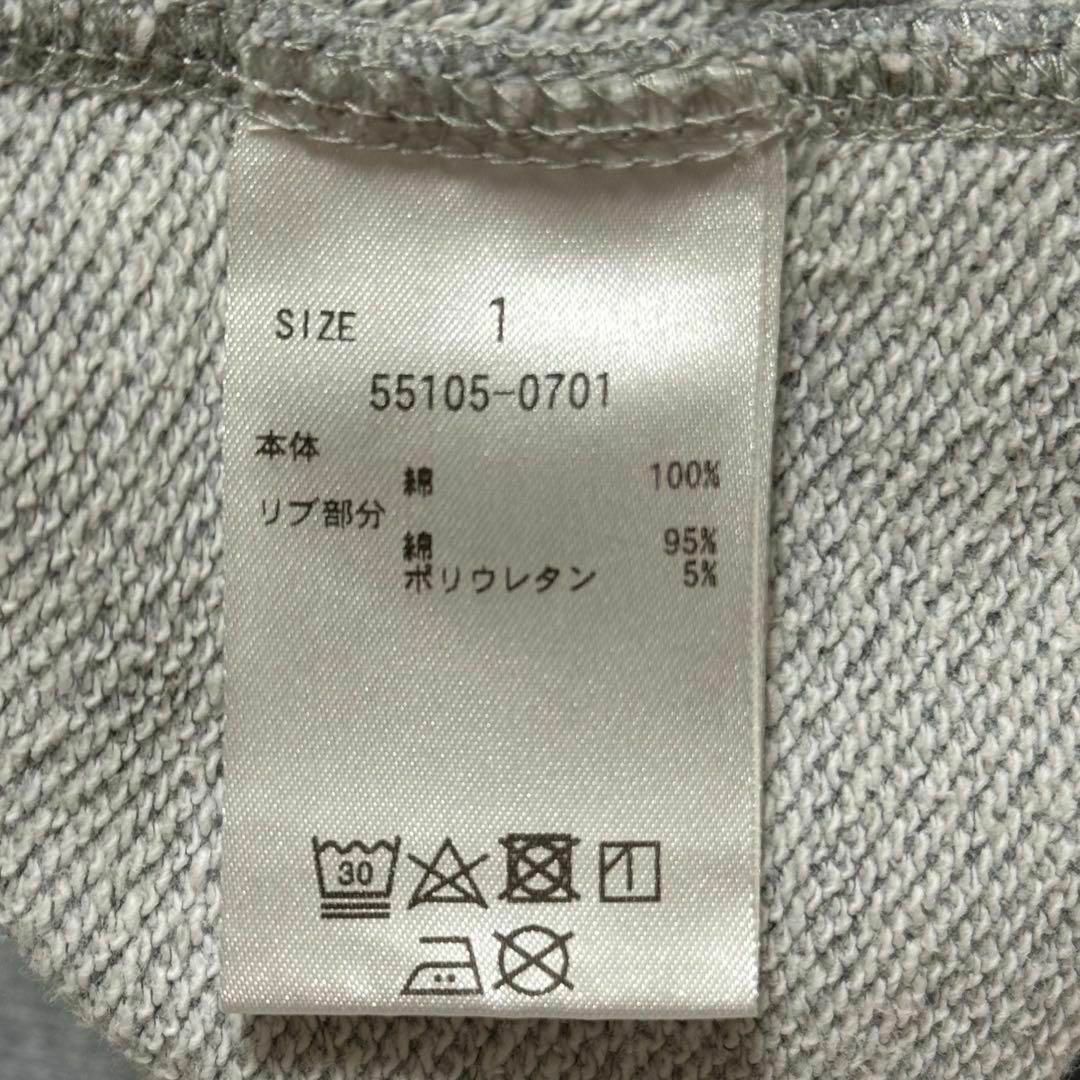 SIZE 1
55105-0701
本体
綿 100%
リブ部分
綿 95%
ポリウレタン 5%
30